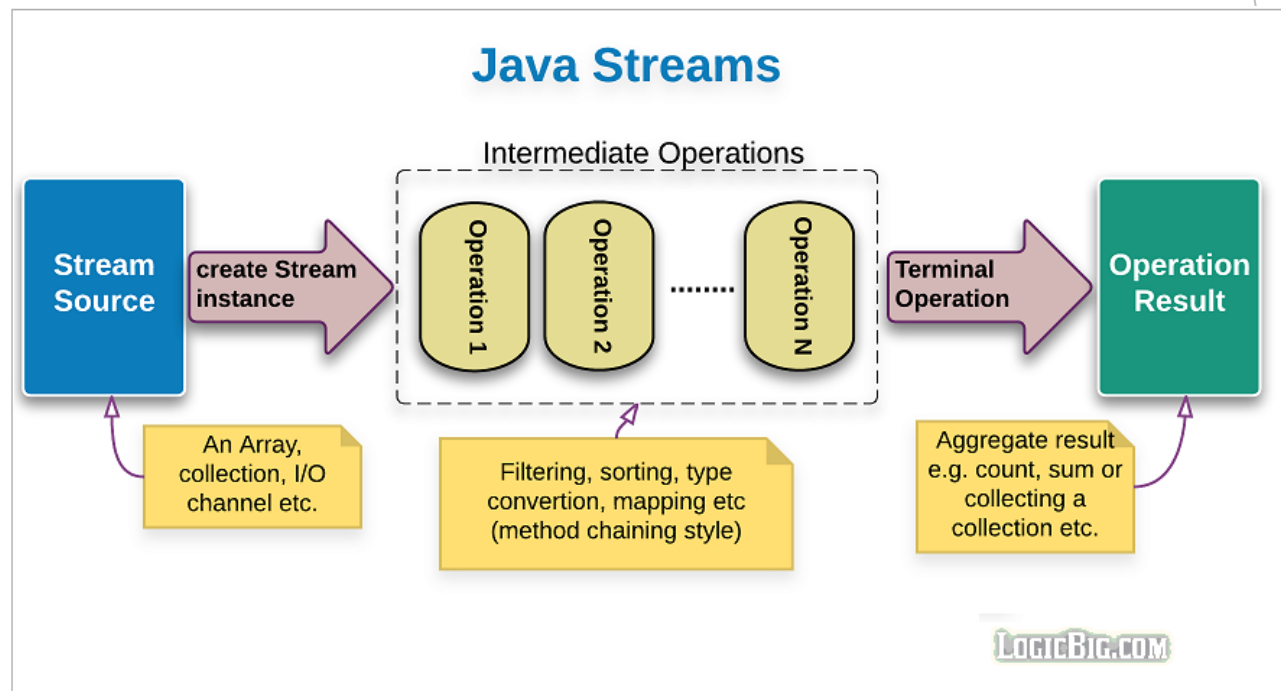 Java Streams
Intermediate Operations
Stream
Source
create Stream
instance
Operation 1
Operation 2
Operation N
Terminal
Operation
Operation
Result
An Array,
collection, I/O
channel etc.
Filtering, sorting, type
convertion, mapping etc
(method chaining style)
Aggregate result
e.g. count, sum or
collecting a
collection etc.
LOGICBIG.COM